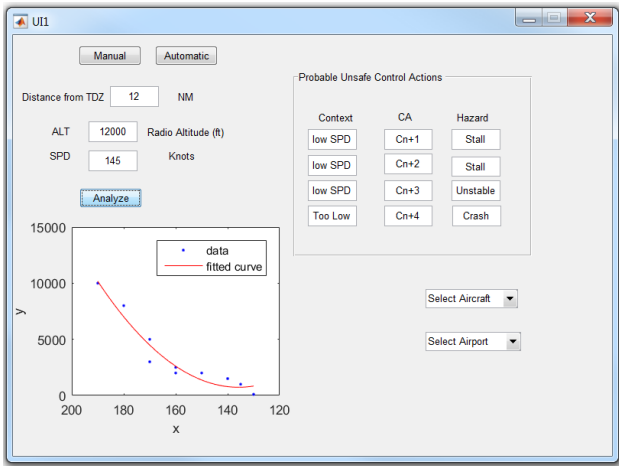 UI1
Manual Automatic
Distance from TDZ 12 NM
ALT 12000 Radio Altitude (ft)
SPD 145 Knots
Analyze
Probable Unsafe Control Actions
Context CA Hazard
low SPD Cn+1 Stall
low SPD Cn+2 Stall
low SPD Cn+3 Unstable
Too Low Cn+4 Crash
Select Aircraft
Select Airport
15000
10000
5000
0
y
data
fitted curve
200 180 160 140 120
x